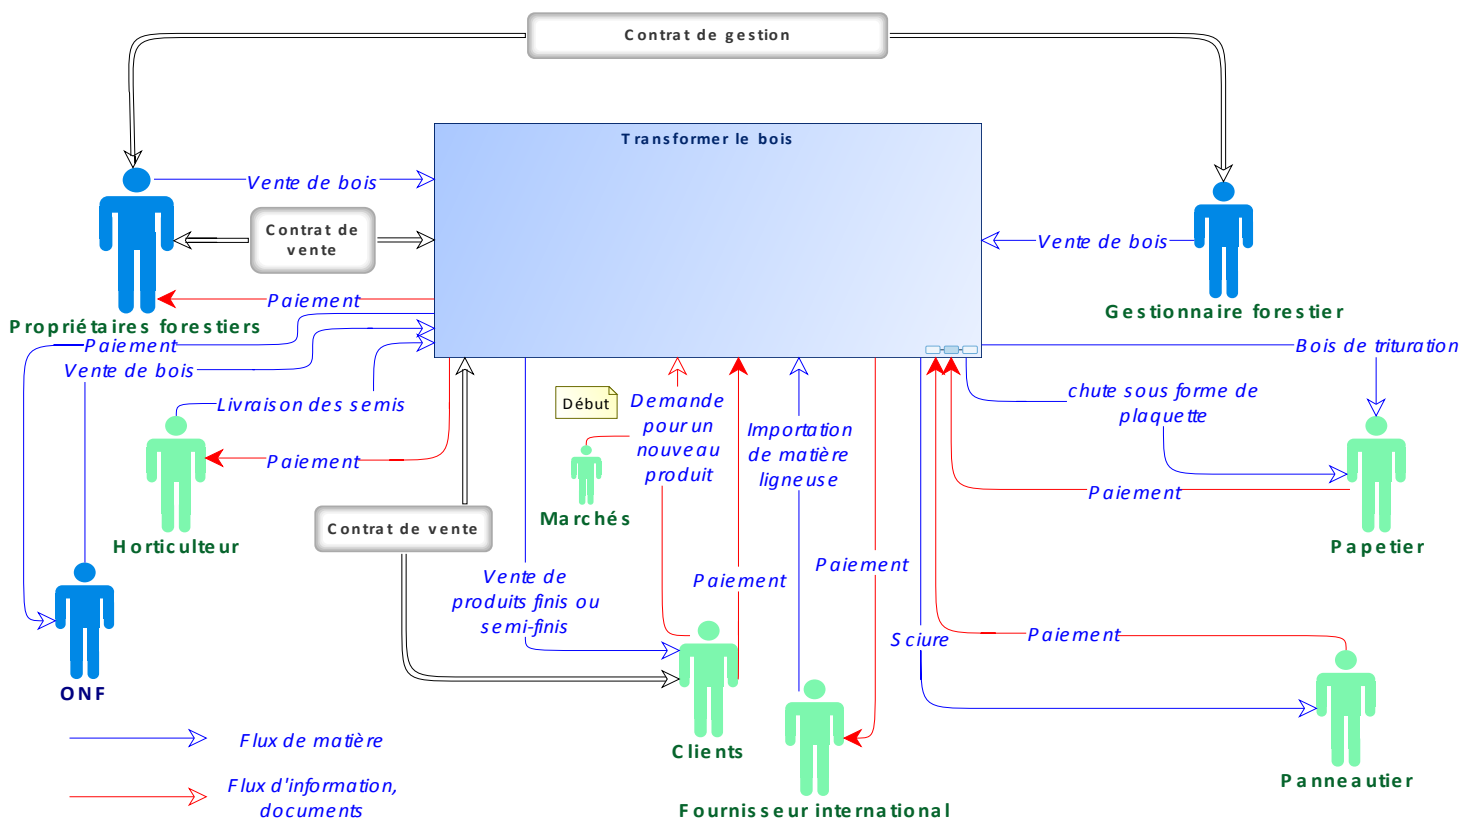 Contrat de gestion
Transformer le bois
Vente de bois
Contrat de
vente
Vente de bois
Paiement
Propriétaires forestiers
Gestionnaire forestier
Paiement
Bois de trituration
Vente de bois
Livraison des semis
Début
Demande
pour un
nouveau
produit
chute sous forme de
plaquette
Importation
de matière
ligneuse
Paiement
Paiement
Marchés
Contrat de vente
Horticulteur
Papetier
Vente de
produits finis ou
semi-finis
Paiement
Paiement
Sciure
Paiement
ONF
Clients
Panneautier
Fournisseur international
Flux de matière
Flux d'information,
documents